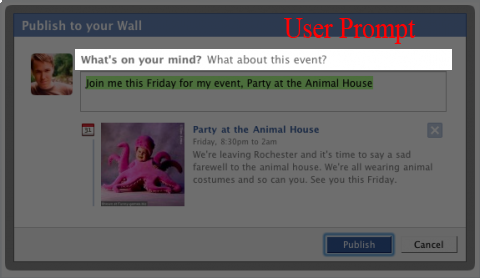 Publish to your Wall
User Prompt
What's on your mind? What about this event?
Join me this Friday for my event, Party at the Animal House
31
Party at the Animal House
Friday, 8:30pm to 2am
We're leaving Rochester and it's time to say a sad
farewell to the animal house. We're all wearing animal
costumes and so can you. See you this Friday.
Publish
Cancel